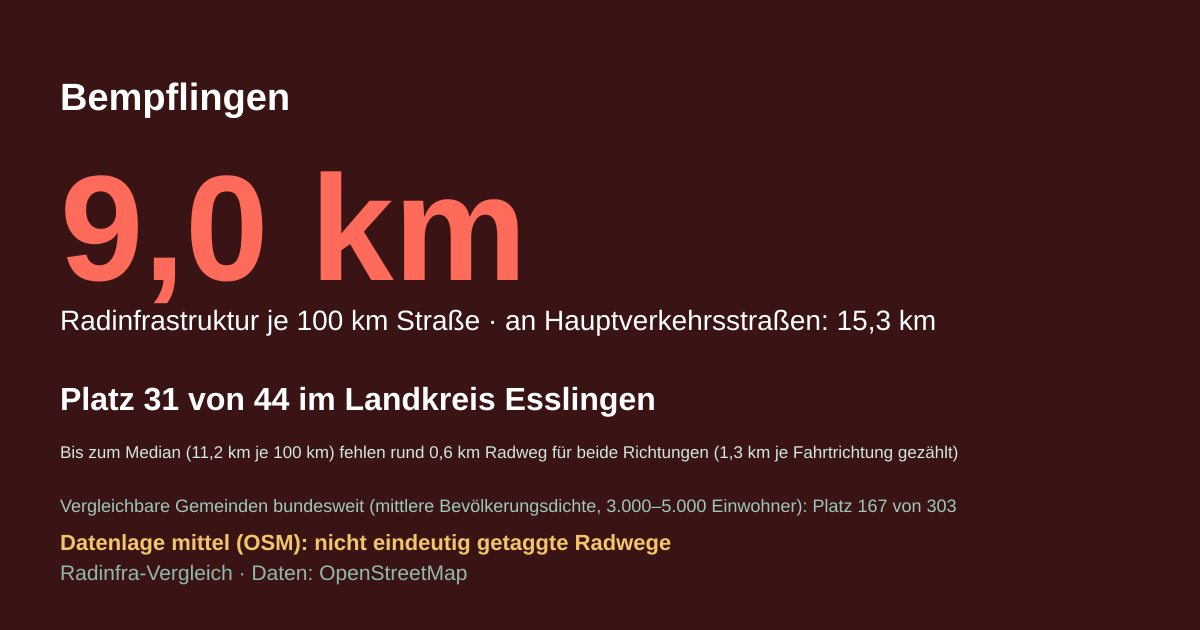 Bempflingen
9,0 km
Radinfrastruktur je 100 km Straße · an Hauptverkehrsstraßen: 15,3 km
Platz 31 von 44 im Landkreis Esslingen
Bis zum Median (11,2 km je 100 km) fehlen rund 0,6 km Radweg für beide Richtungen (1,3 km je Fahrtrichtung gezählt)
Vergleichbare Gemeinden bundesweit (mittlere Bevölkerungsdichte, 3.000–5.000 Einwohner): Platz 167 von 303
Datenlage mittel (OSM): nicht eindeutig getaggte Radwege
Radinfra-Vergleich · Daten: OpenStreetMap